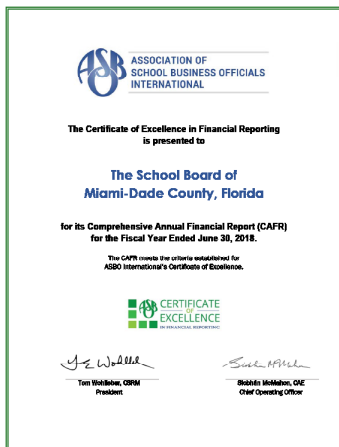 ASBO
ASSOCIATION OF
SCHOOL BUSINESS OFFICIALS
INTERNATIONAL
The Certificate of Excellence in Financial Reporting
is presented to
The School Board of
Miami-Dade County, Florida
for its Comprehensive Annual Financial Report (CAFR)
for the Fiscal Year Ended June 30, 2018.
The CAFR meets the criteria established for
ASBO International's Certificate of Excellence.
ASBO
CERTIFICATE
OF
EXCELLENCE
IN FINANCIAL REPORTING
Tom Wohlleber, CSRM
President
Siobhán McMahon, CAE
Chief Operating Officer